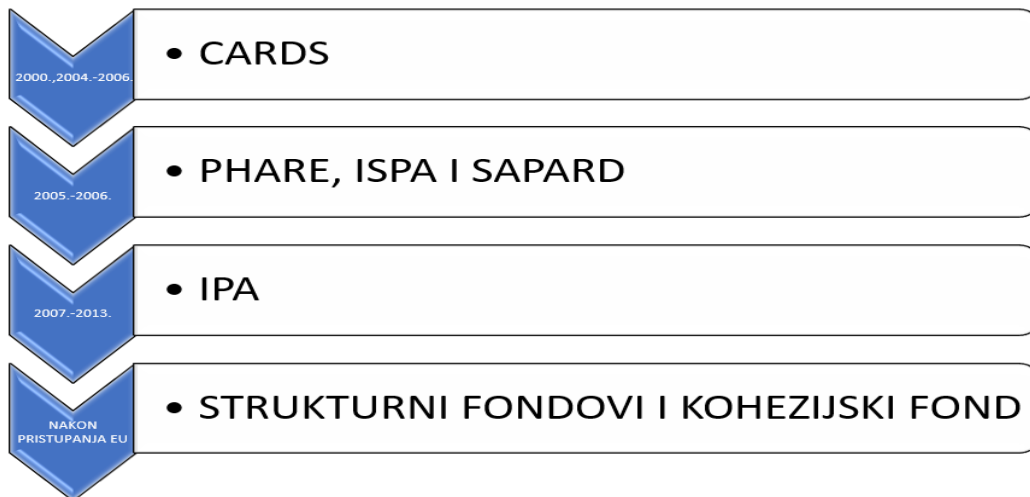 2000.,2004.-2006.
• CARDS
2005.-2006.
• PHARE, ISPA I SAPARD
2007.-2013.
• IPA
NAKON
PRISTUPANJA EU
• STRUKTURNI FONDOVI I KOHEZIJSKI FOND